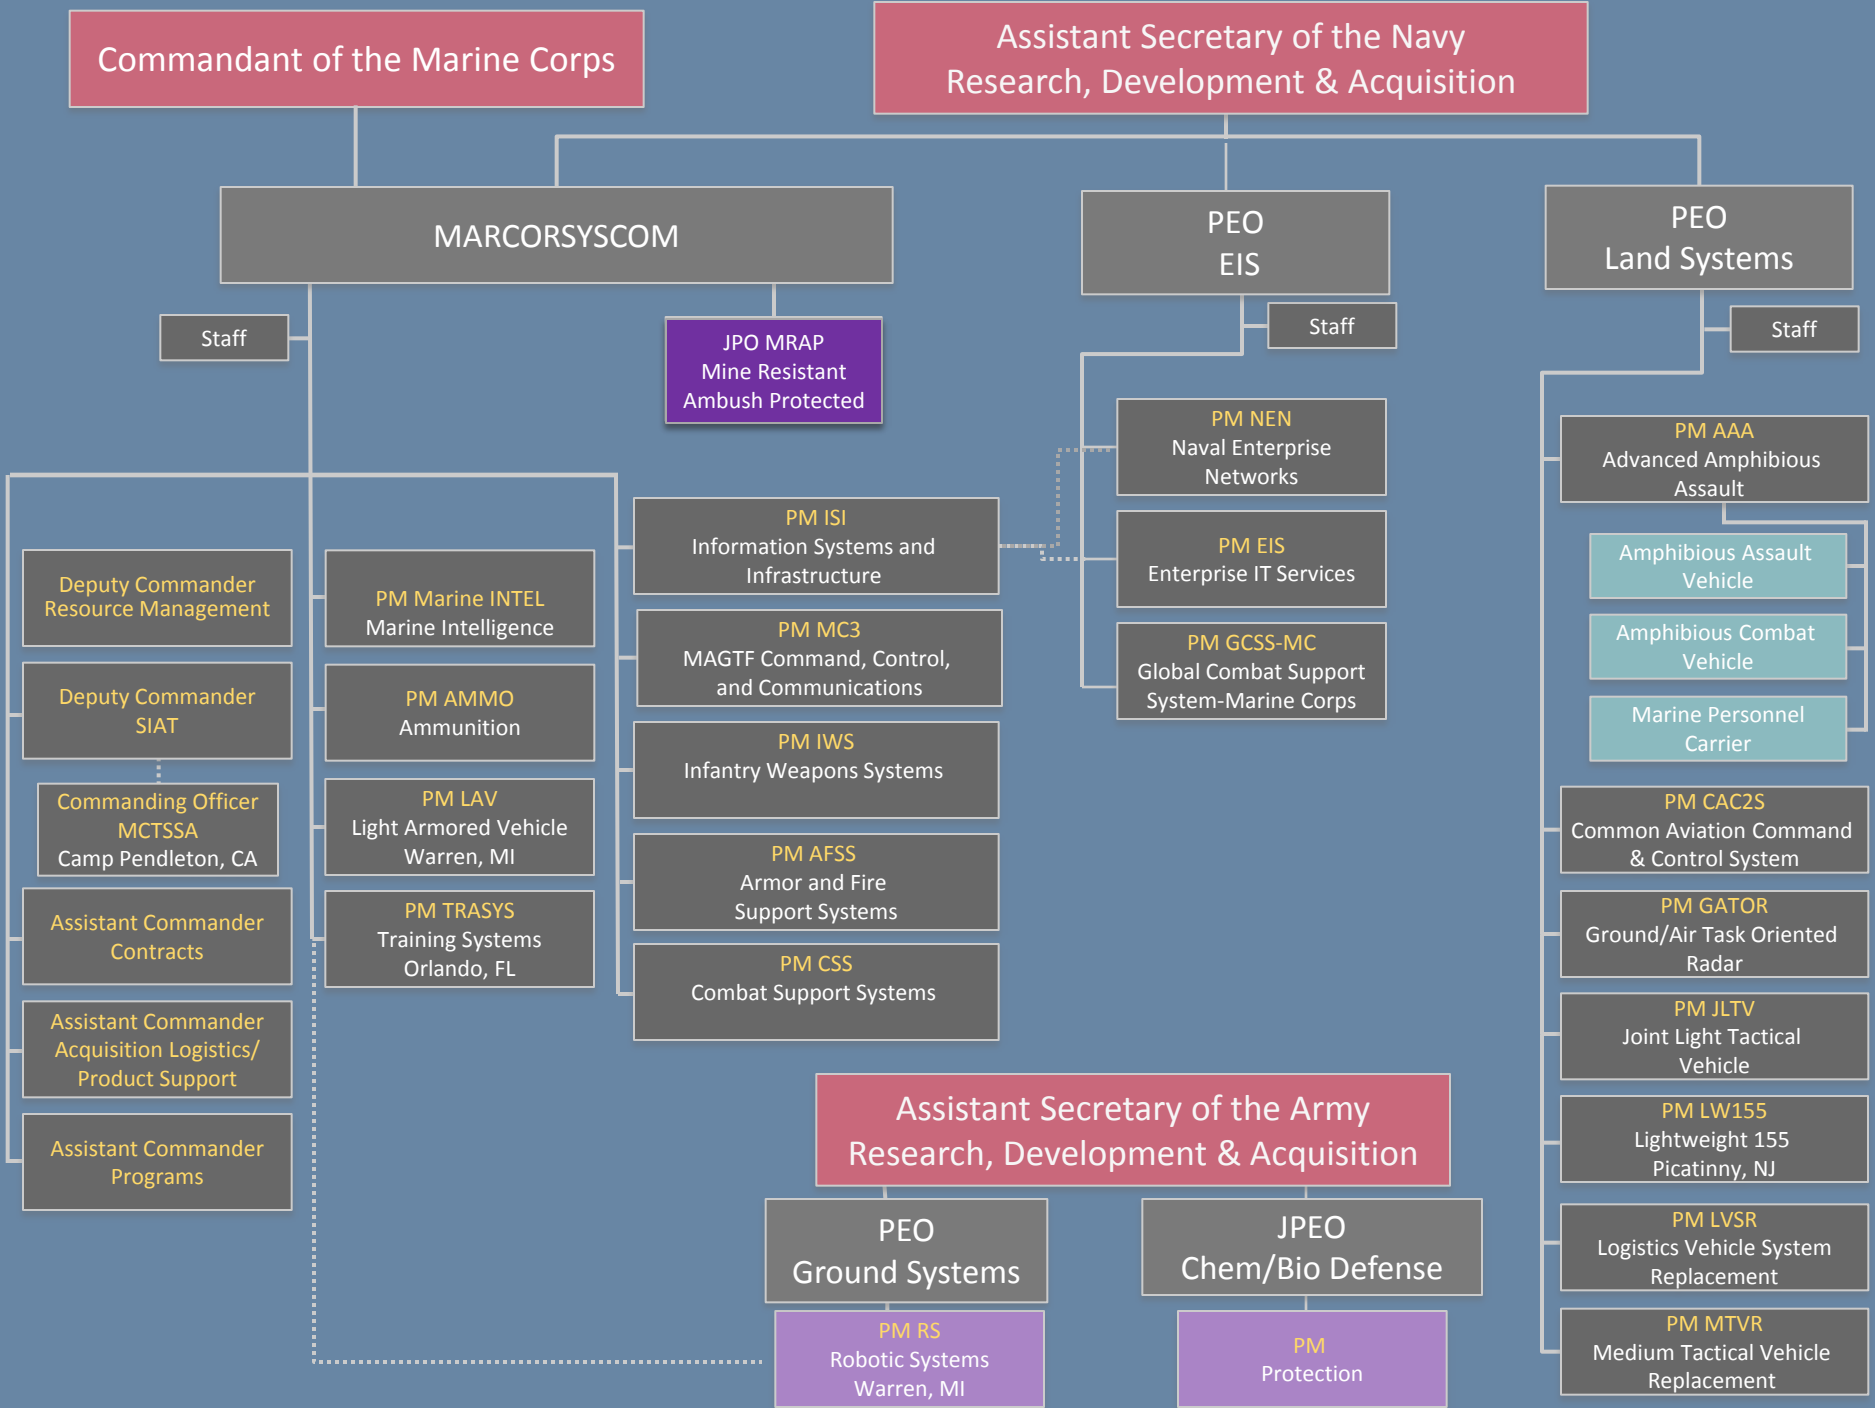 Commandant of the Marine Corps
Assistant Secretary of the Navy
Research, Development & Acquisition
MARCORSYSCOM
PEO
EIS
PEO
Land Systems
Staff
JPO MRAP
Mine Resistant
Ambush Protected
Staff
Staff
Deputy Commander
Resource Management
Deputy Commander
SIAT
Commanding Officer
MCTSSA
Camp Pendleton, CA
Assistant Commander
Contracts
Assistant Commander
Acquisition Logistics/
Product Support
Assistant Commander
Programs
PM Marine INTEL
Marine Intelligence
PM AMMO
Ammunition
PM LAV
Light Armored Vehicle
Warren, MI
PM TRASYS
Training Systems
Orlando, FL
PM ISI
Information Systems and
Infrastructure
PM MC3
MAGTF Command, Control,
and Communications
PM IWS
Infantry Weapons Systems
PM AFSS
Armor and Fire
Support Systems
PM CSS
Combat Support Systems
PM NEN
Naval Enterprise
Networks
PM EIS
Enterprise IT Services
PM GCSS-MC
Global Combat Support
System-Marine Corps
PM AAA
Advanced Amphibious
Assault
Amphibious Assault
Vehicle
Amphibious Combat
Vehicle
Marine Personnel
Carrier
PM CAC2S
Common Aviation Command
& Control System
PM GATOR
Ground/Air Task Oriented
Radar
PM JLTV
Joint Light Tactical
Vehicle
PM LW155
Lightweight 155
Picatinny, NJ
PM LVSR
Logistics Vehicle System
Replacement
PM MTVR
Medium Tactical Vehicle
Replacement
Assistant Secretary of the Army
Research, Development & Acquisition
PEO
Ground Systems
JPEO
Chem/Bio Defense
PM RS
Robotic Systems
Warren, MI
PM
Protection